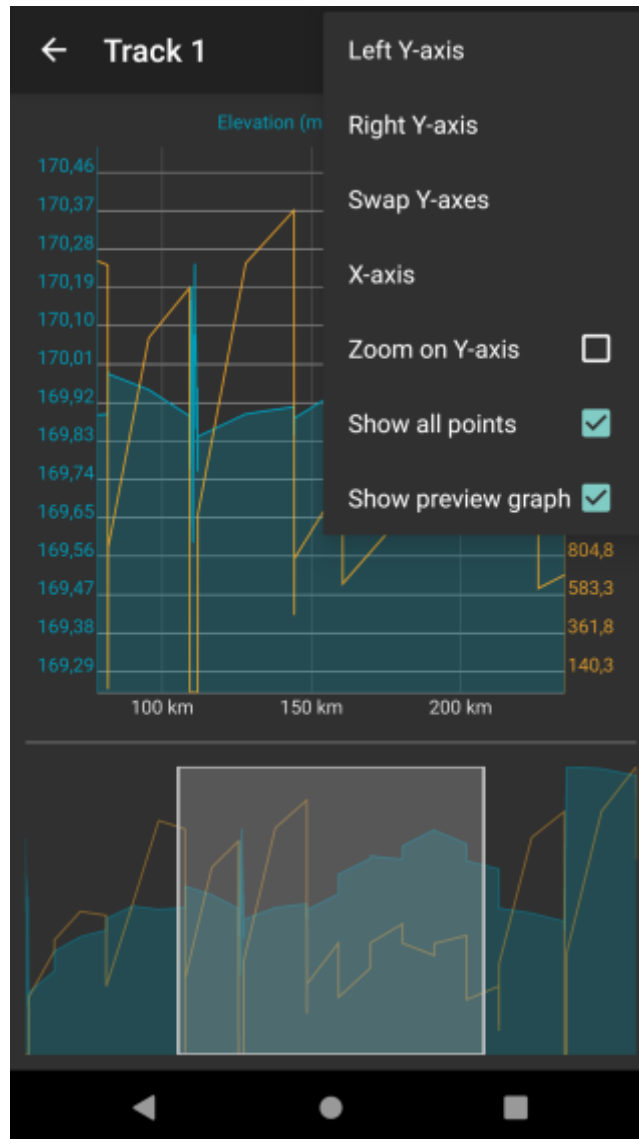 Track 1
Left Y-axis
Right Y-axis
Swap Y-axes
X-axis
Zoom on Y-axis
Show all points
Show preview graph
Elevation (m
170,46
170,37
170,28
170,19
170,10
170,01
169,92
169,83
169,74
169,65
169,56
169,47
169,38
169,29
804,8
583,3
361,8
140,3
100 km
150 km
200 km